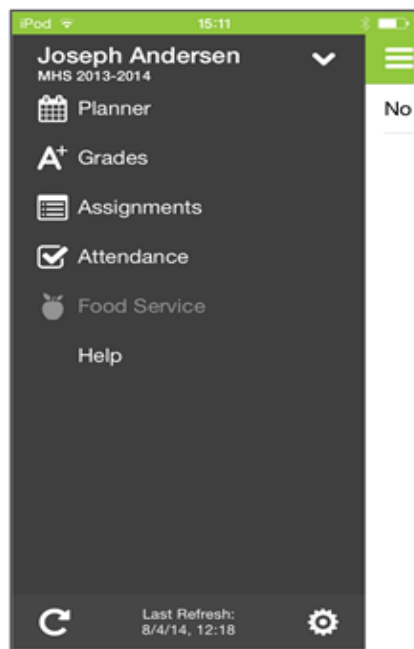 iPod 15:11
Joseph Andersen
MHS 2013-2014
No
Planner
A+ Grades
Assignments
Attendance
Food Service
Help
Last Refresh:
8/4/14, 12:18